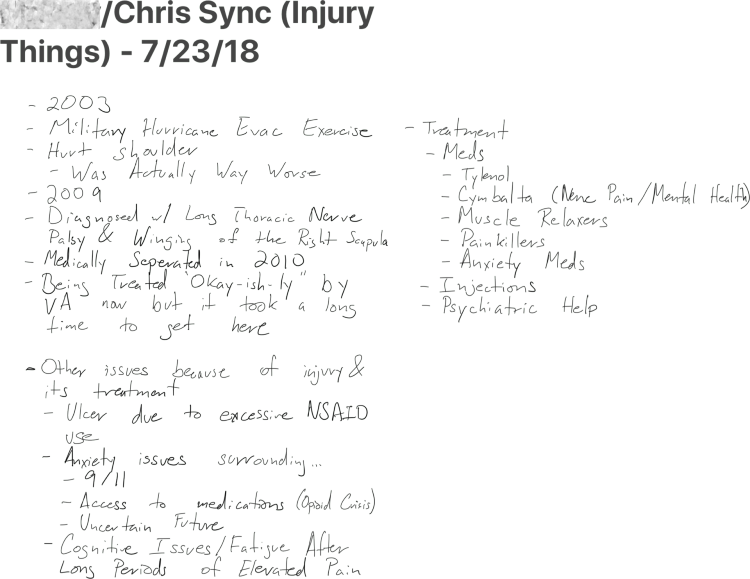 /Chris Sync (Injury
Things) - 7/23/18
- 2003
- Military Hurricane Evac Exercise
- Hurt shoulder
- Was Actually Way Worse
- 2009
- Diagnosed w/ Long Thoracic Nerve
Palsy & Winging of the Right Scapula
- Medically Seperated in 2010
- Being Treated "Okay-ish-ly" by
VA now but it took a long
time to get here
- Other issues because of injury &
its treatment
- Ulcer due to excessive NSAID
use
- Anxiety issues surrounding...
- 9/11
- Access to medications (Opioid Crisis)
- Uncertain Future
- Cognitive Issues/Fatigue After
Long Periods of Elevated Pain
- Treatment
- Meds
- Tylenol
- Cymbalta (Nerve Pain/Mental Health)
- Muscle Relaxers
- Painkillers
- Anxiety Meds
- Injections
- Psychiatric Help